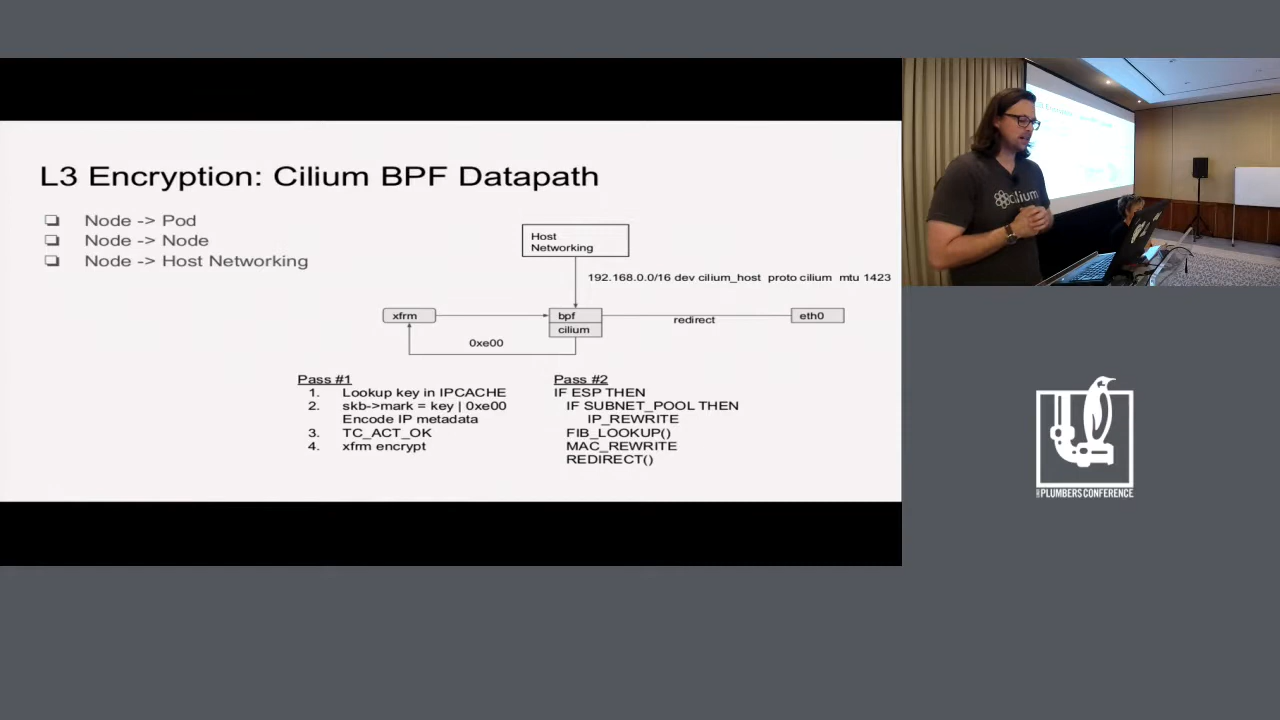 L3 Encryption: Cilium BPF Datapath
❏ Node -> Pod
❏ Node -> Node
❏ Node -> Host Networking
Host
Networking
192.168.0.0/16 dev cilium_host proto cilium mtu 1423
xfrm
bpf
cilium
redirect
eth0
0xe00
Pass #1
1. Lookup key in IPCACHE
2. skb->mark = key | 0xe00
Encode IP metadata
3. TC_ACT_OK
4. xfrm encrypt
Pass #2
IF ESP THEN
IF SUBNET_POOL THEN
IP_REWRITE
FIB_LOOKUP()
MAC_REWRITE
REDIRECT()
cilium
PLUMBERS CONFERENCE